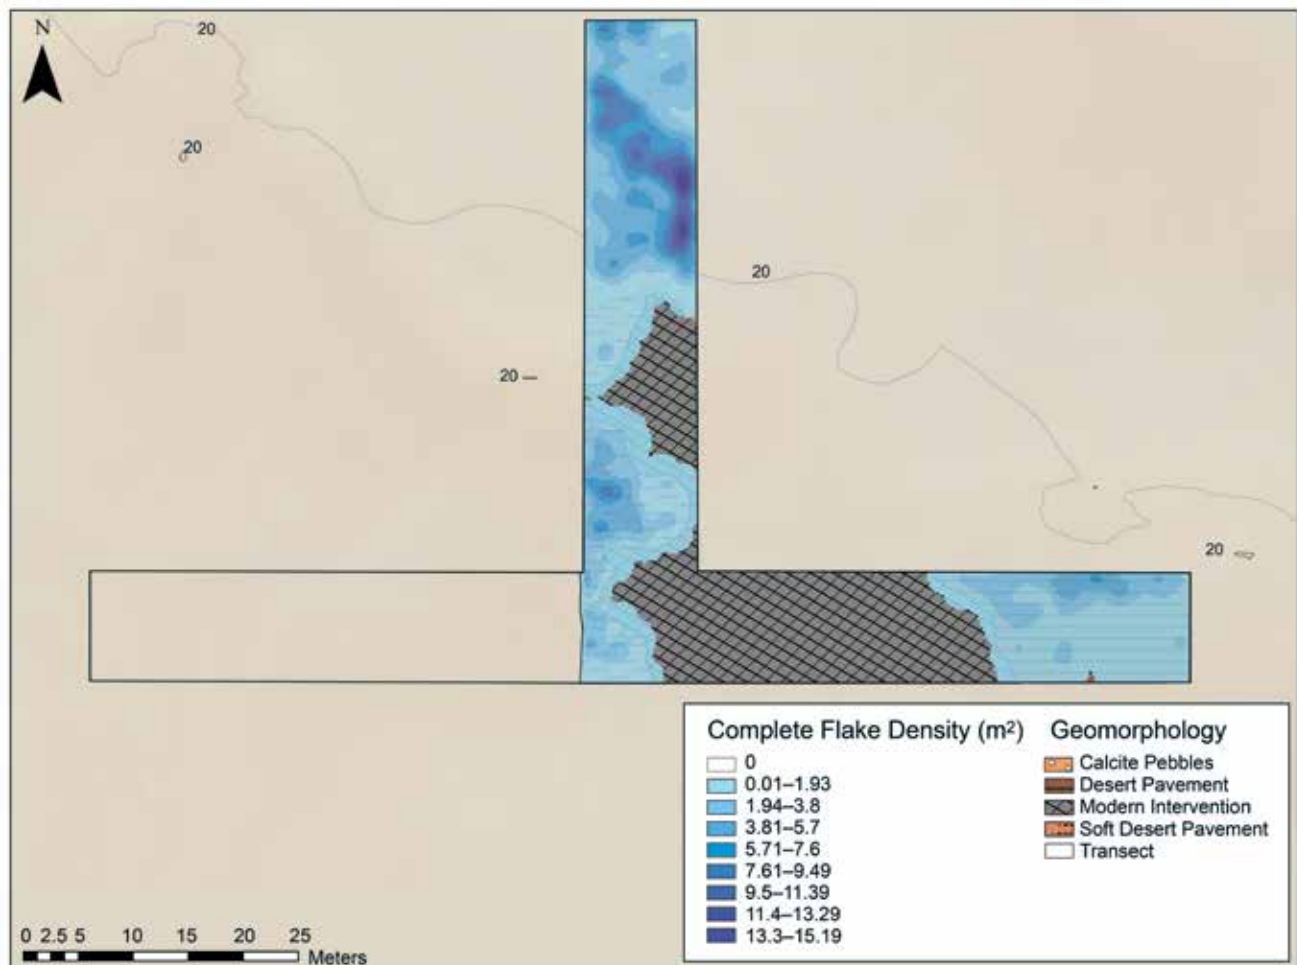 N
20
20
20
20
20
Complete Flake Density (m²)
0
0.01–1.93
1.94–3.8
3.81–5.7
5.71–7.6
7.61–9.49
9.5–11.39
11.4–13.29
13.3–15.19
Geomorphology
Calcite Pebbles
Desert Pavement
Modern Intervention
Soft Desert Pavement
Transect
0 2.5 5 10 15 20 25
Meters